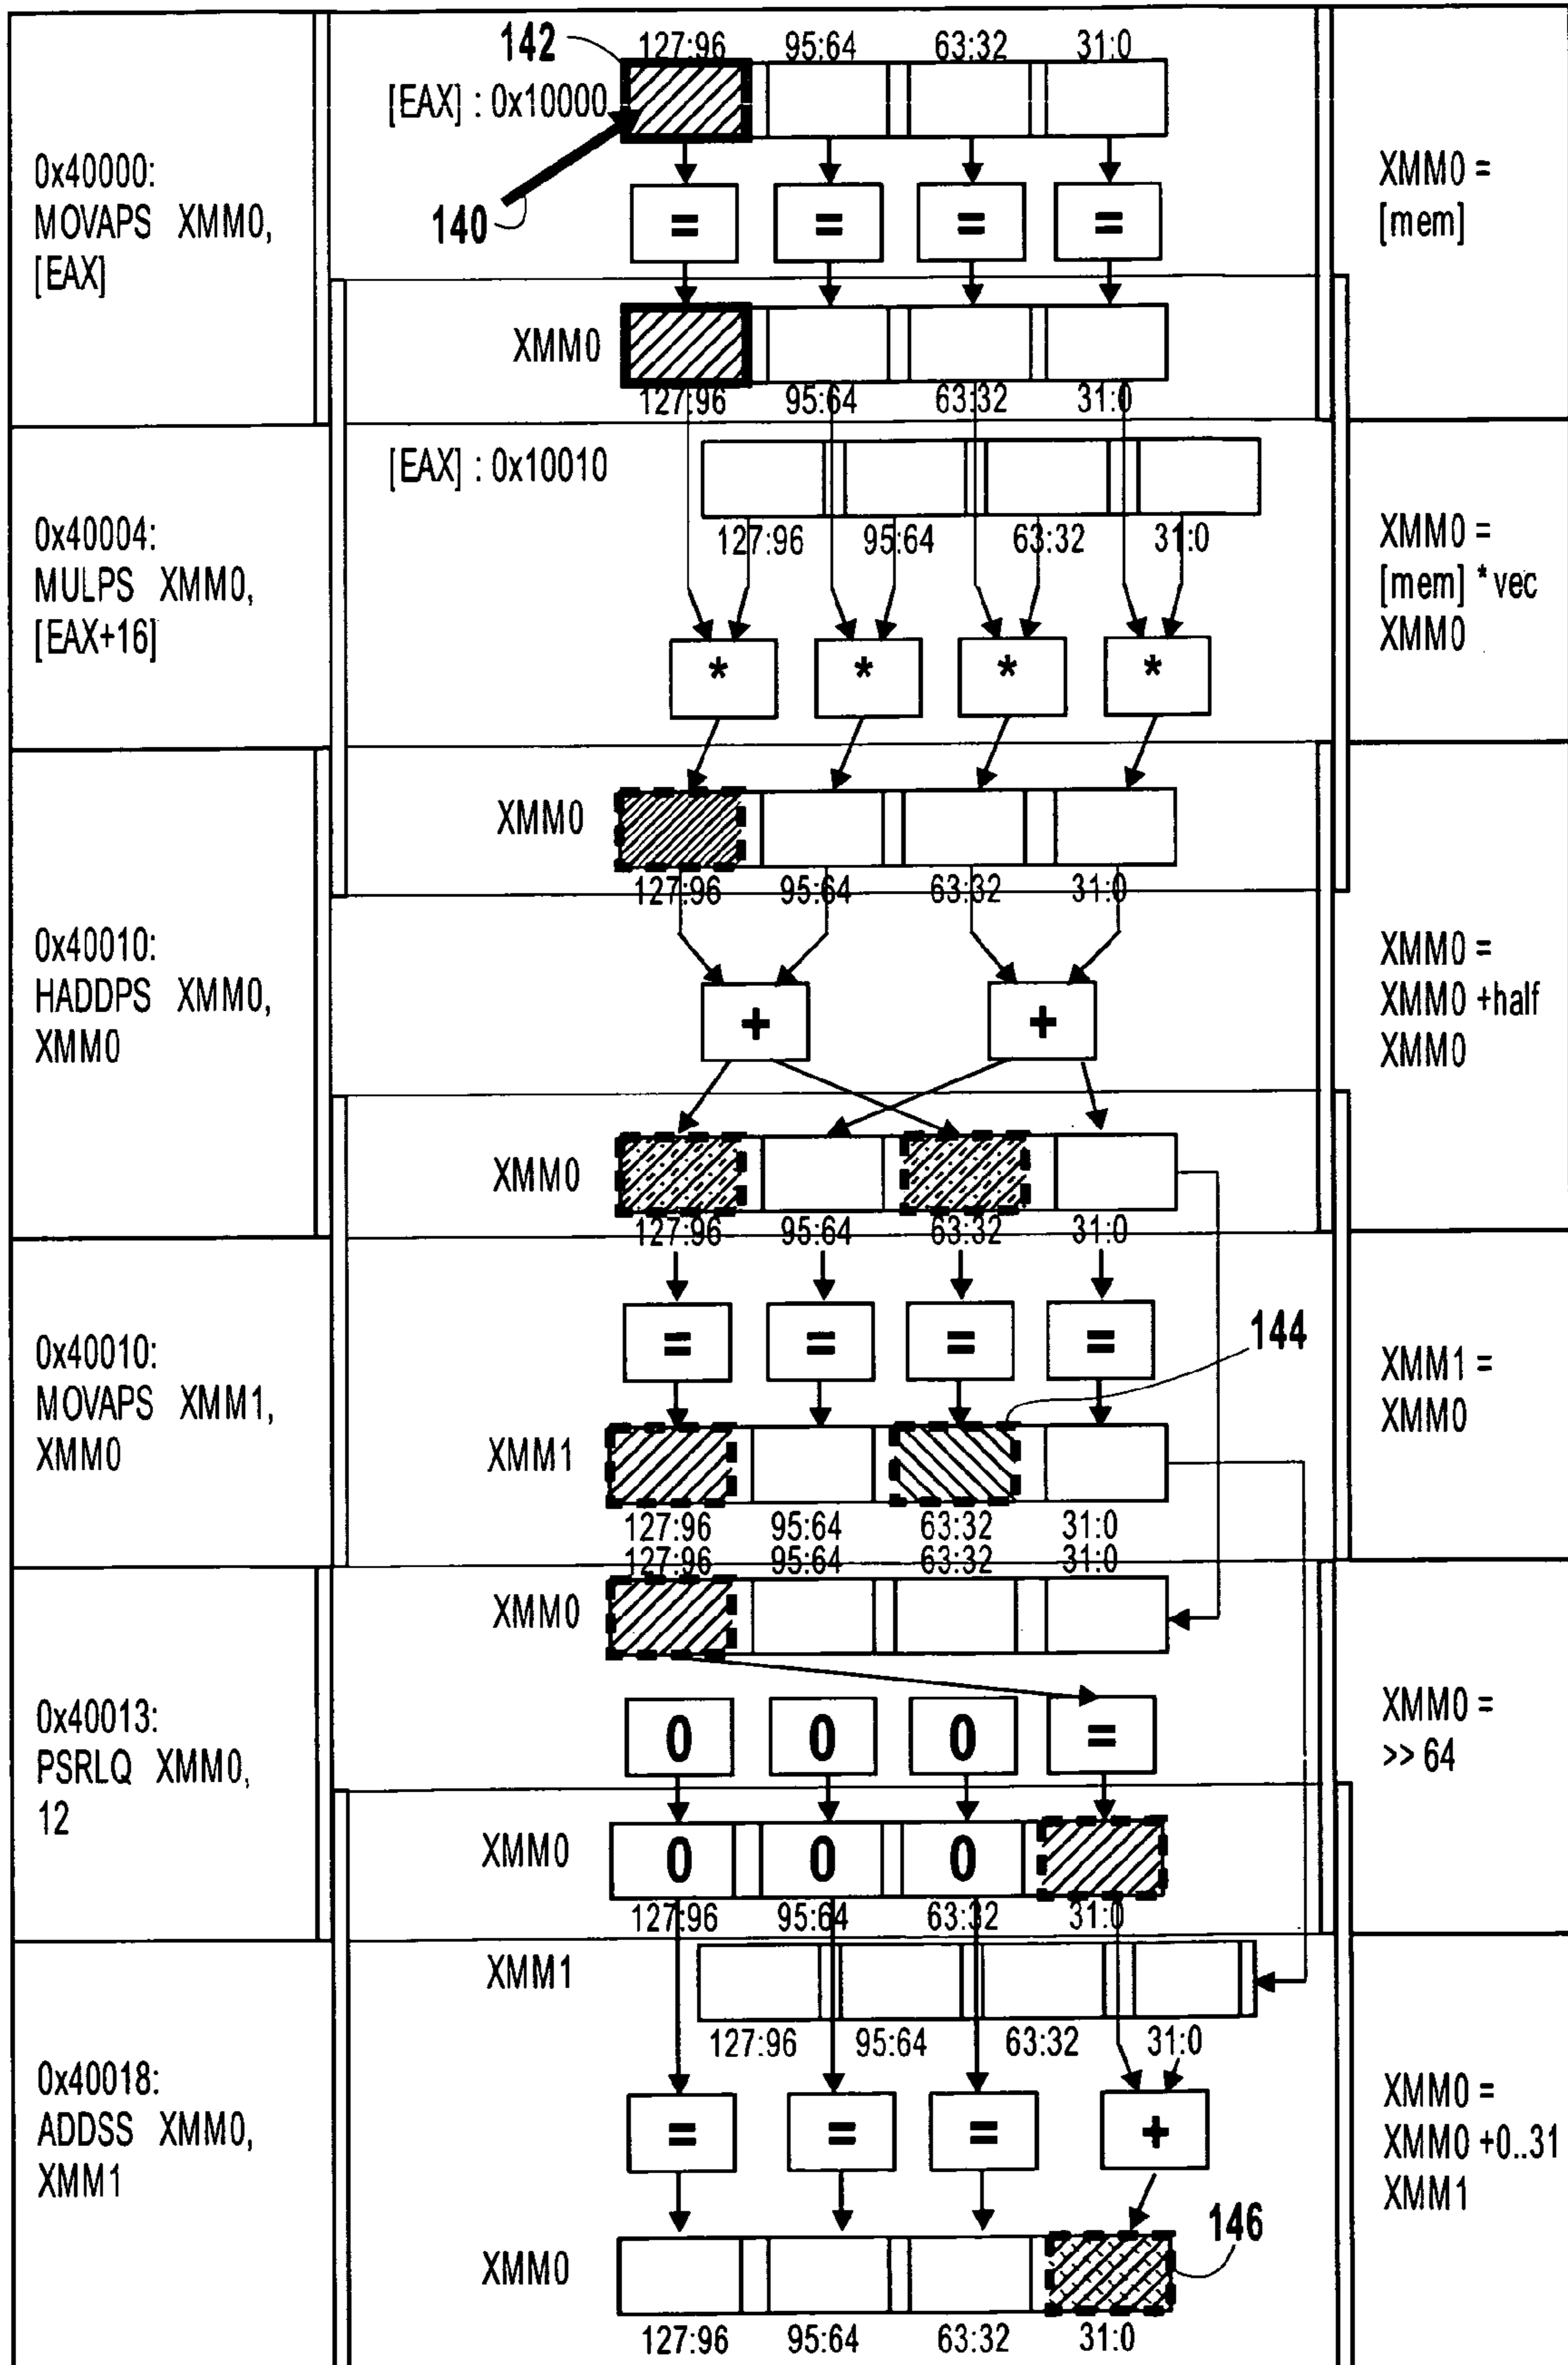 142 127:96 95:64 63:32 31:0
[EAX] : 0x10000
0x40000:
MOVAPS XMM0,
[EAX]
140
= = = =
XMM0 =
[mem]
XMM0
127:96 95:64 63:32 31:0
[EAX] : 0x10010
127:96 95:64 63:32 31:0
0x40004:
MULPS XMM0,
[EAX+16]
* * * *
XMM0 =
[mem] * vec
XMM0
XMM0
127:96 95:64 63:32 31:0
0x40010:
HADDPS XMM0,
XMM0
+ +
XMM0 =
XMM0 +half
XMM0
XMM0
127:96 95:64 63:32 31:0
0x40010:
MOVAPS XMM1,
XMM0
= = = =
144
XMM1 =
XMM0
XMM1
127:96 95:64 63:32 31:0
127:96 95:64 63:32 31:0
XMM0
0x40013:
PSRLQ XMM0,
12
0 0 0 =
XMM0 =
>> 64
XMM0 0 0 0
127:96 95:64 63:32 31:0
XMM1
127:96 95:64 63:32 31:0
0x40018:
ADDSS XMM0,
XMM1
= = = +
XMM0 =
XMM0 +0..31
XMM1
146
XMM0
127:96 95:64 63:32 31:0